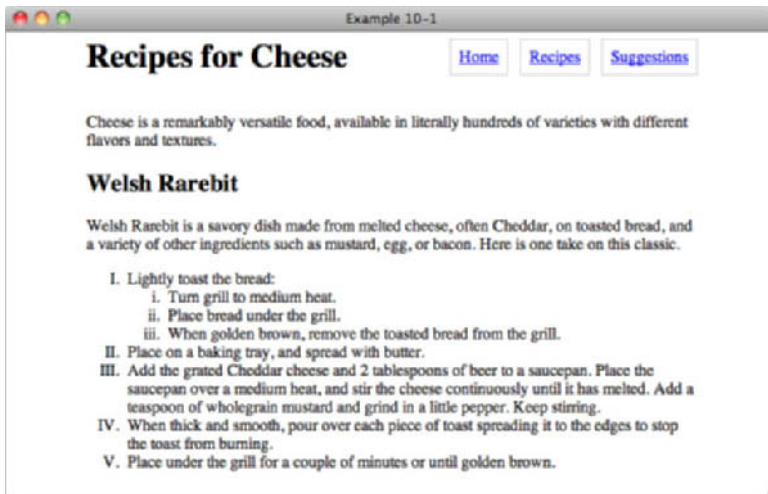 Example 10-1
Recipes for Cheese
Home Recipes Suggestions
Cheese is a remarkably versatile food, available in literally hundreds of varieties with different
flavors and textures.
Welsh Rarebit
Welsh Rarebit is a savory dish made from melted cheese, often Cheddar, on toasted bread, and
a variety of other ingredients such as mustard, egg, or bacon. Here is one take on this classic.
I. Lightly toast the bread:
i. Turn grill to medium heat.
ii. Place bread under the grill.
iii. When golden brown, remove the toasted bread from the grill.
II. Place on a baking tray, and spread with butter.
III. Add the grated Cheddar cheese and 2 tablespoons of beer to a saucepan. Place the
saucepan over a medium heat, and stir the cheese continuously until it has melted. Add a
teaspoon of wholegrain mustard and grind in a little pepper. Keep stirring.
IV. When thick and smooth, pour over each piece of toast spreading it to the edges to stop
the toast from burning.
V. Place under the grill for a couple of minutes or until golden brown.